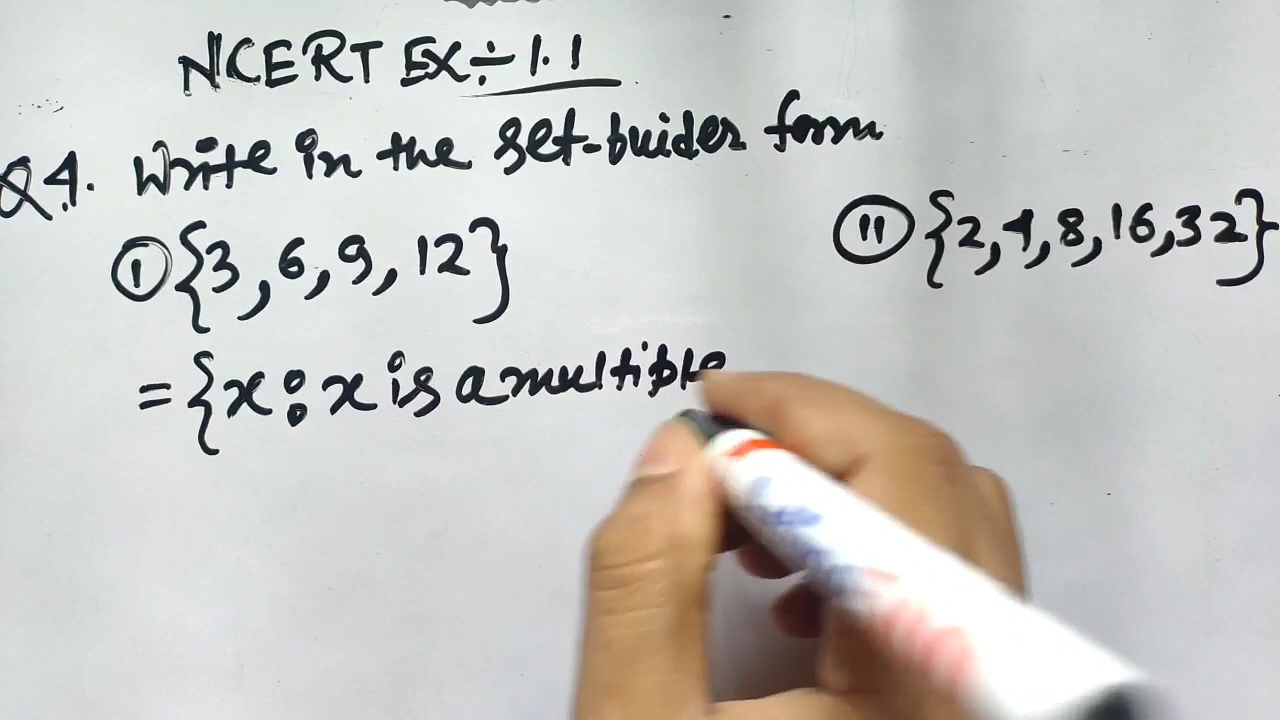 NCERT EX÷1.1
Q4. Write in the set-buider form
① {3, 6, 9, 12}
⑪ {2, 4, 8, 16, 32}
= {x : x is a multiple